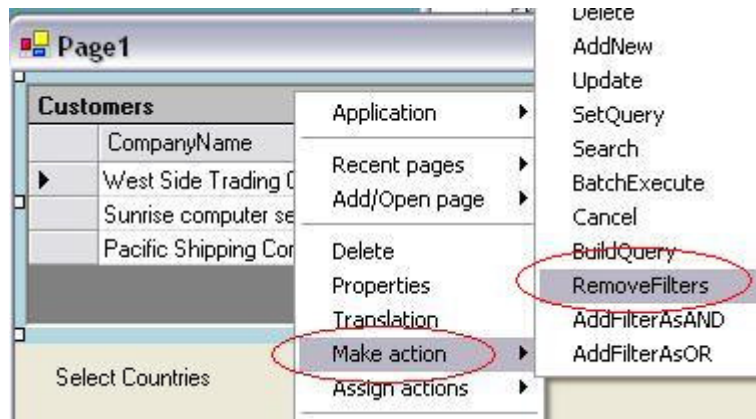 Page1
Customers
CompanyName
West Side Trading
Sunrise computer se
Pacific Shipping Cor
Select Countries
Application
Recent pages
Add/Open page
Delete
Properties
Translation
Make action
Assign actions
Delete
AddNew
Update
SetQuery
Search
BatchExecute
Cancel
BuildQuery
RemoveFilters
AddFilterAsAND
AddFilterAsOR